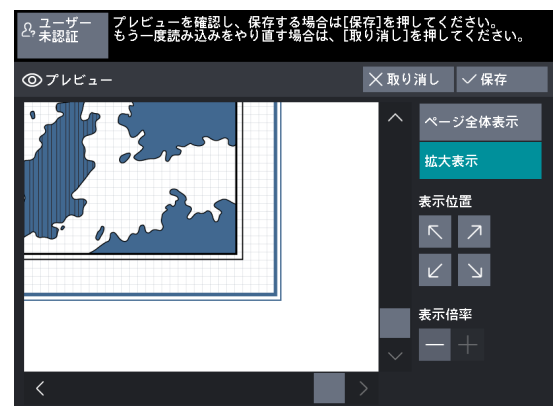 ユーザー
未認証
プレビューを確認し、保存する場合は[保存]を押してください。
もう一度読み込みをやり直す場合は、[取り消し]を押してください。
プレビュー
取り消し
保存
ページ全体表示
拡大表示
表示位置
表示倍率